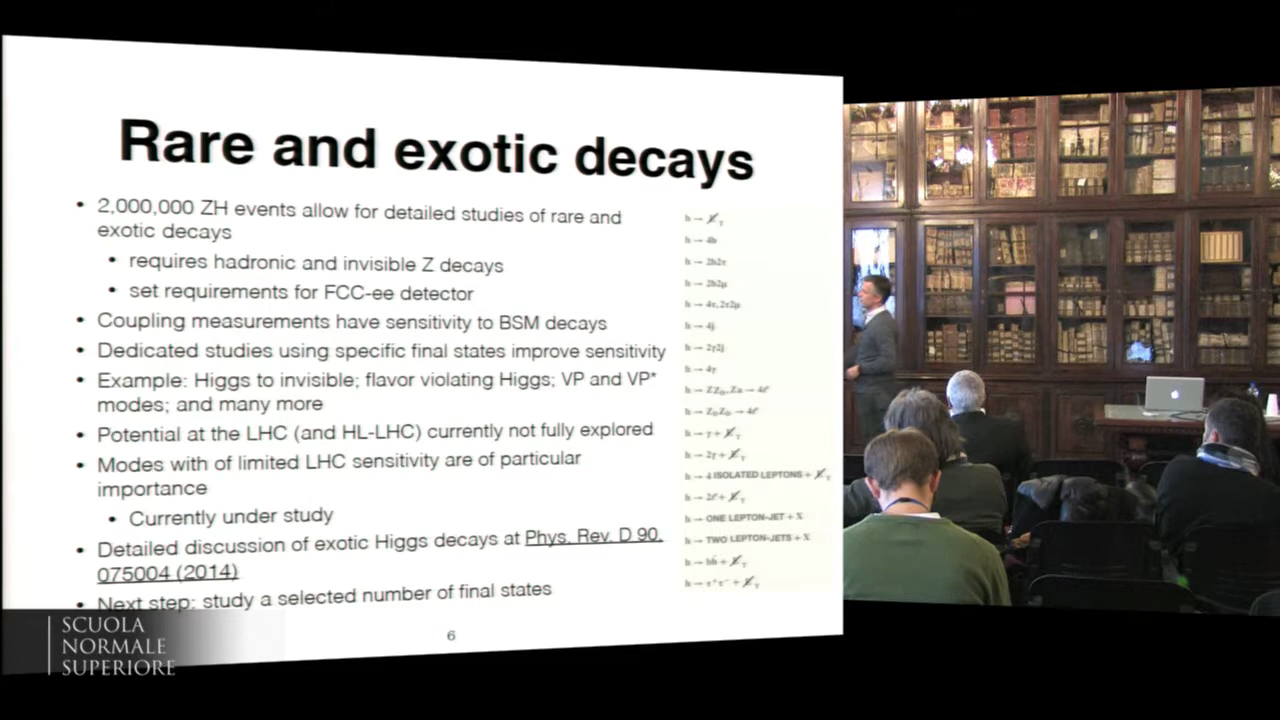 Rare and exotic decays
• 2,000,000 ZH events allow for detailed studies of rare and
exotic decays
• requires hadronic and invisible Z decays
• set requirements for FCC-ee detector
• Coupling measurements have sensitivity to BSM decays
• Dedicated studies using specific final states improve sensitivity
• Example: Higgs to invisible; flavor violating Higgs; VP and VP*
modes; and many more
• Potential at the LHC (and HL-LHC) currently not fully explored
• Modes with of limited LHC sensitivity are of particular
importance
• Currently under study
• Detailed discussion of exotic Higgs decays at Phys. Rev. D 90,
075004 (2014)
• Next step: study a selected number of final states
h → 4b
h → 2b2τ
h → 2b2μ
h → 4τ, 2τ2μ
h → 4j
h → 2γ2j
h → 4γ
h → 4 ISOLATED LEPTONS +
h → ONE LEPTON-JET + X
h → TWO LEPTON-JETS + X
6
SCUOLA
NORMALE
SUPERIORE